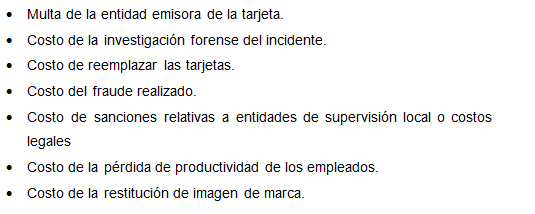 • Multa de la entidad emisora de la tarjeta.
• Costo de la investigación forense del incidente.
• Costo de reemplazar las tarjetas.
• Costo del fraude realizado.
• Costo de sanciones relativas a entidades de supervisión local o costos
legales
• Costo de la pérdida de productividad de los empleados.
• Costo de la restitución de imagen de marca.